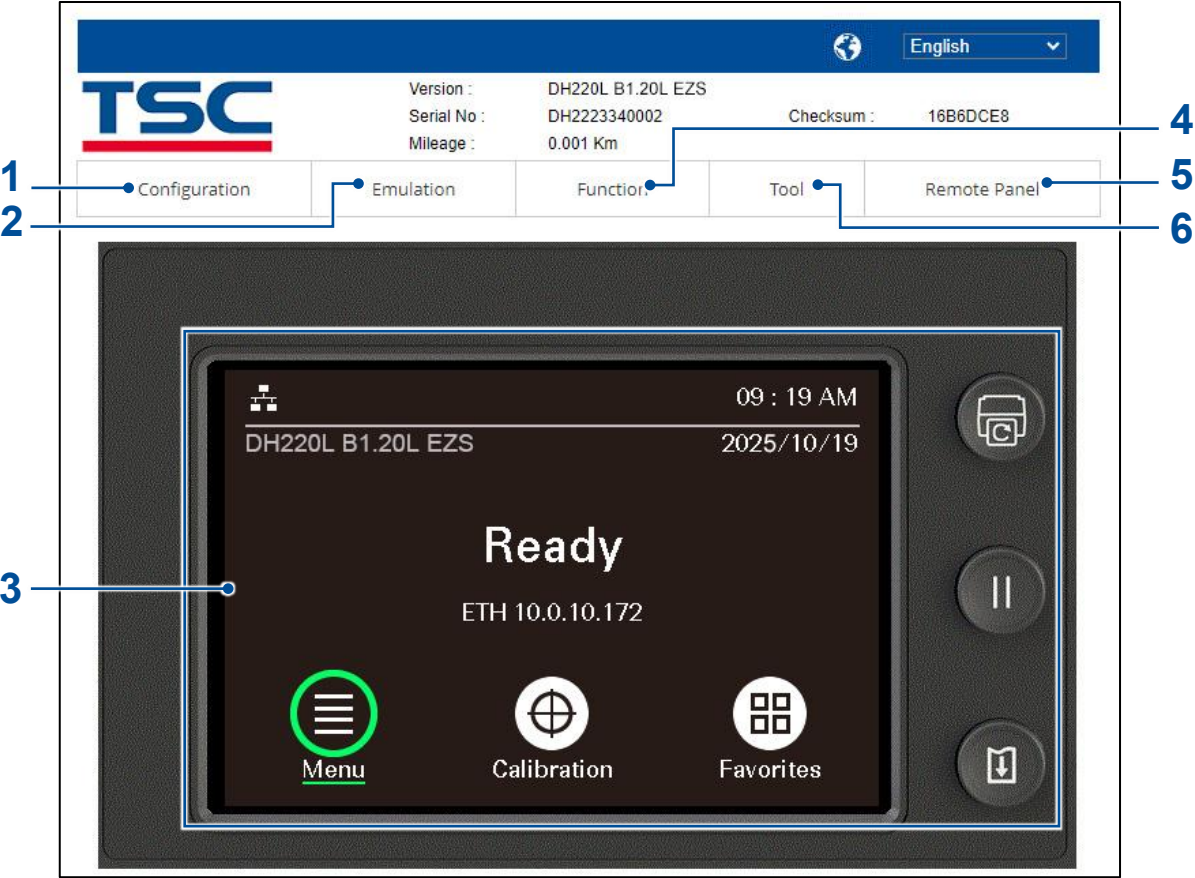 English
TSC
Version : DH220L B1.20L EZS
Serial No : DH2223340002 Checksum : 16B6DCE8
Mileage : 0.001 Km
4
1 Configuration Emulation Function Tool Remote Panel 5
2 6
09 : 19 AM
DH220L B1.20L EZS 2025/10/19
Ready
3
ETH 10.0.10.172
Menu Calibration Favorites